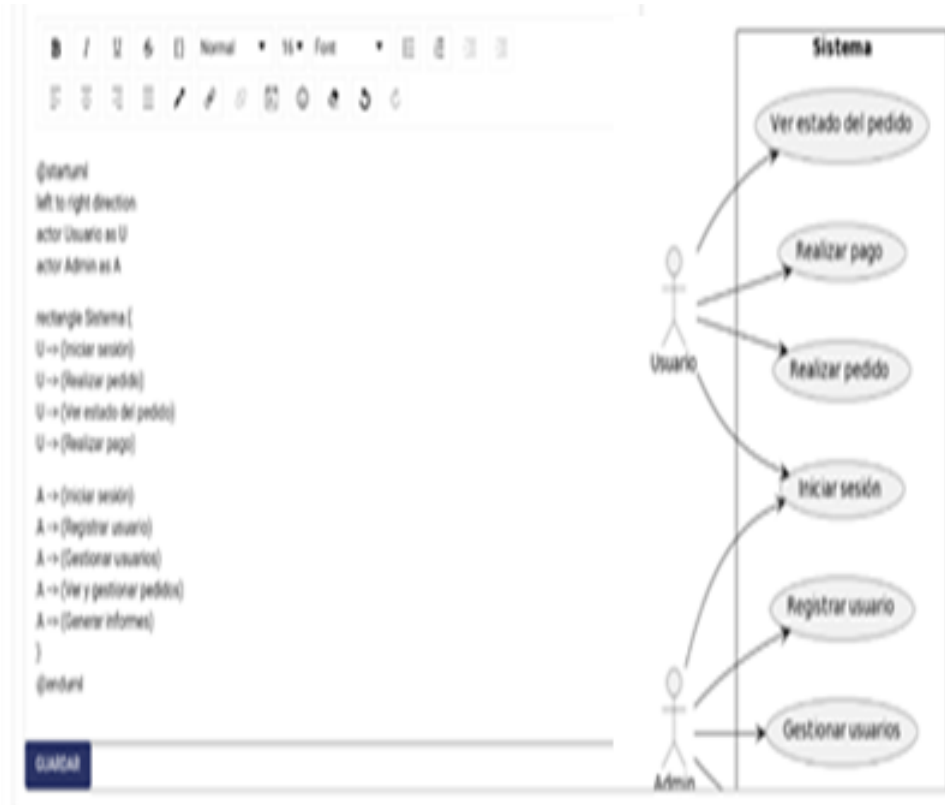 B I U S [] Normal 16 Font
@startuml
left to right direction
actor Usuario as U
actor Admin as A
rectangle Sistema {
U --> (Iniciar sesión)
U --> (Realizar pedido)
U --> (Ver estado del pedido)
U --> (Realizar pago)
A --> (Iniciar sesión)
A --> (Registrar usuario)
A --> (Gestionar usuarios)
A --> (Ver y gestionar pedidos)
A --> (Generar informes)
}
@enduml
GUARDAR
Sistema
Ver estado del pedido
Realizar pago
Usuario
Realizar pedido
Iniciar sesión
Registrar usuario
Gestionar usuarios
Admin